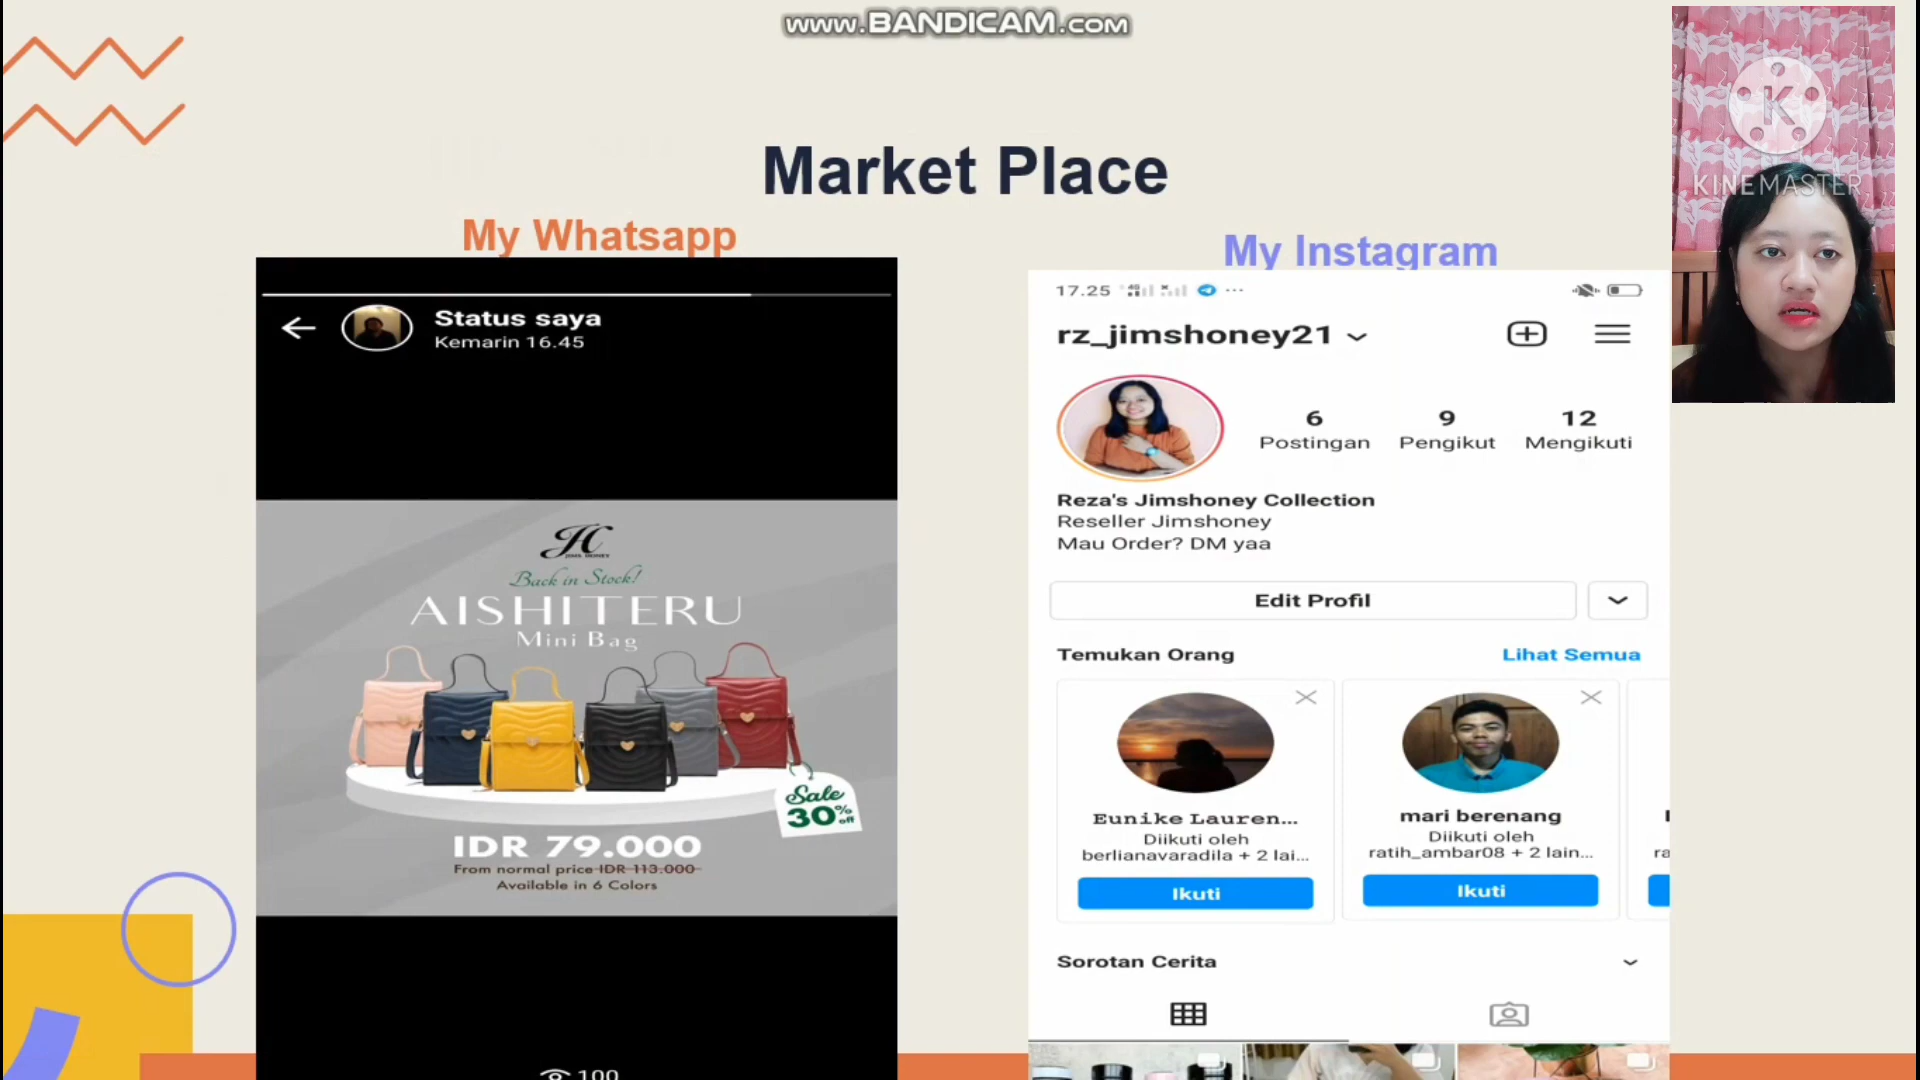 www.BANDICAM.com
KINEMASTER
Market Place
My Whatsapp
Status saya
Kemarin 16.45
JIMS HONEY
Back in Stock!
AISHITERU
Mini Bag
Sale
30% off
IDR 79.000
From normal price IDR 113.000
Available in 6 Colors
100
My Instagram
17.25
rz_jimshoney21
6 9 12
Postingan Pengikut Mengikuti
Reza's Jimshoney Collection
Reseller Jimshoney
Mau Order? DM yaa
Edit Profil
Temukan Orang Lihat Semua
Eunike Lauren...
Diikuti oleh
berlianavaradila + 2 lai...
Ikuti
mari berenang
Diikuti oleh
ratih_ambar08 + 2 lain...
Ikuti
ra
Sorotan Cerita